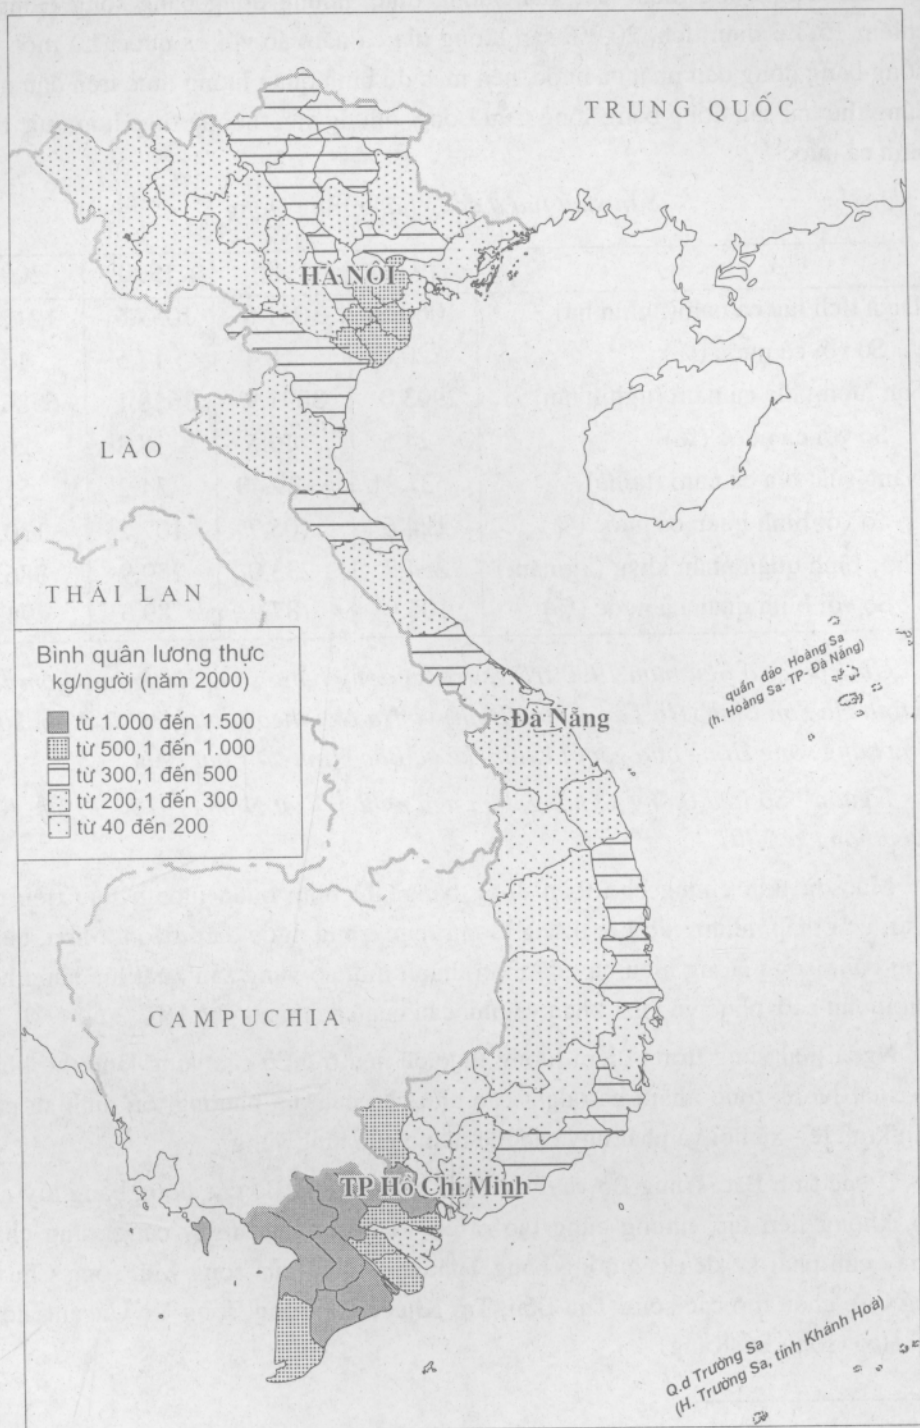 TRUNG QUỐC
HÀ NỘI
LÀO
THÁI LAN
Bình quân lương thực
kg/người (năm 2000)
từ 1.000 đến 1.500
từ 500,1 đến 1.000
từ 300,1 đến 500
từ 200,1 đến 300
từ 40 đến 200
quần đảo Hoàng Sa
(h. Hoàng Sa- TP- Đà Nẵng)
Đà Nẵng
CAMPUCHIA
TP Hồ Chí Minh
Q.đ Trường Sa
(H. Trường Sa, tỉnh Khánh Hoà)